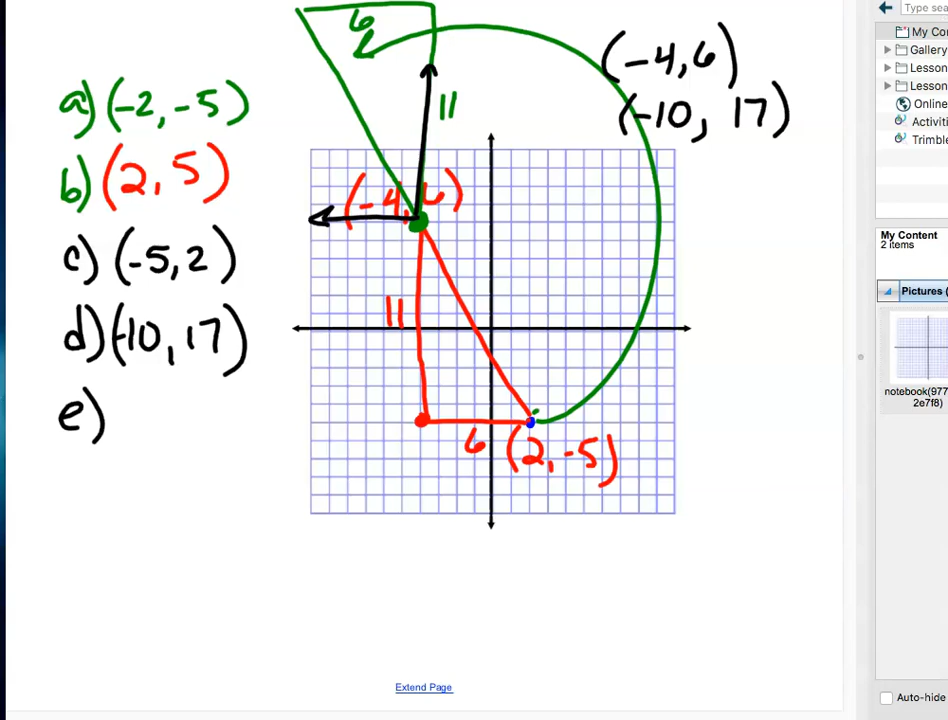 6
(-4,6)
(-10, 17)
11
a)(-2,-5)
b)(2,5)
(-4,6)
c)(-5,2)
11
d)(-10,17)
e)
6
(2,-5)
Extend Page
Type sea
My Con
Gallery
Lesson
Lesson
Online
Activiti
Trimble
My Content
2 items
Pictures (
notebook(977
2e7f8)
Auto-hide